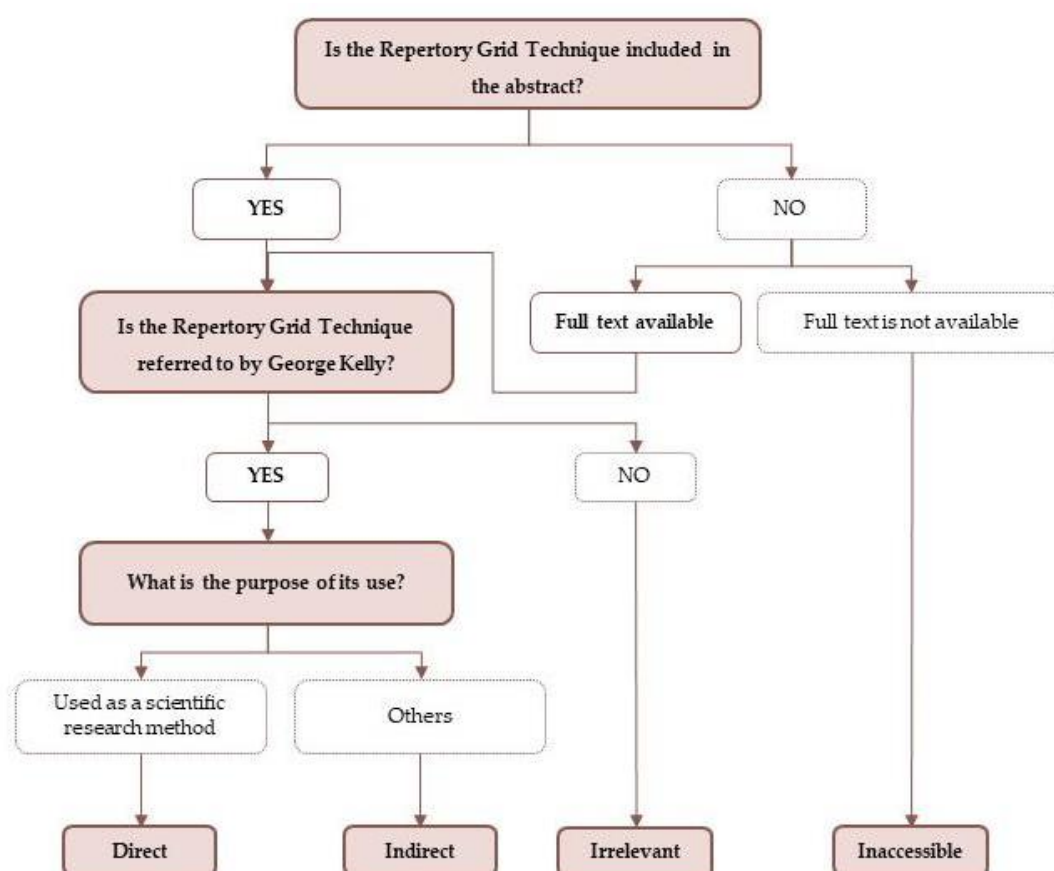 Is the Repertory Grid Technique included in
the abstract?
YES
NO
Is the Repertory Grid Technique
referred to by George Kelly?
Full text available
Full text is not available
YES
NO
What is the purpose of its use?
Used as a scientific
research method
Others
Direct
Indirect
Irrelevant
Inaccessible